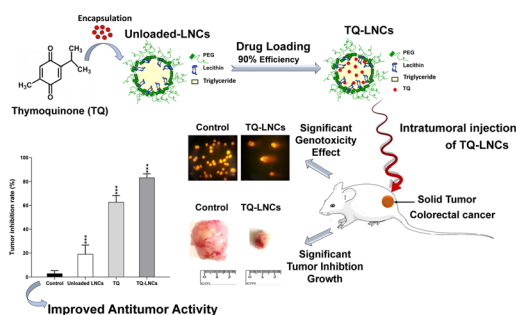 Encapsulation
Unloaded-LNCs
Drug Loading
90% Efficiency
TQ-LNCs
PEG
Lecithin
Triglyceride
PEG
Lecithin
Triglyceride
TQ
O
CH₃
CH₃
H₃C
O
Thymoquinone (TQ)
Control
TQ-LNCs
Significant
Genotoxicity
Effect
Intratumoral injection
of TQ-LNCs
Solid Tumor
Colorectal cancer
Control
TQ-LNCs
Significant
Tumor Inhibtion
Growth
Tumor inhibition rate (%)
100
80
60
40
20
0
***
***
***
Control
Unloaded LNCs
TQ
TQ-LNCs
Improved Antitumor Activity